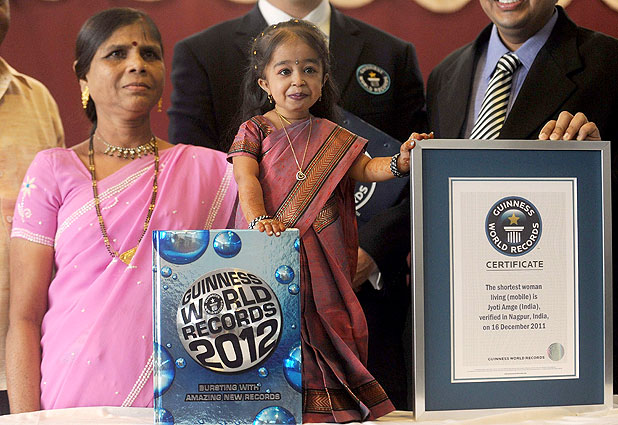 GUINNESS
WORLD
RECORDS
2012
BURSTING WITH
AMAZING NEW RECORDS
GUINNESS
WORLD
RECORDS
CERTIFICATE
The shortest woman
living (mobile) is
Jyoti Amge (India),
verified in Nagpur, India,
on 16 December 2011
GUINNESS WORLD RECORDS